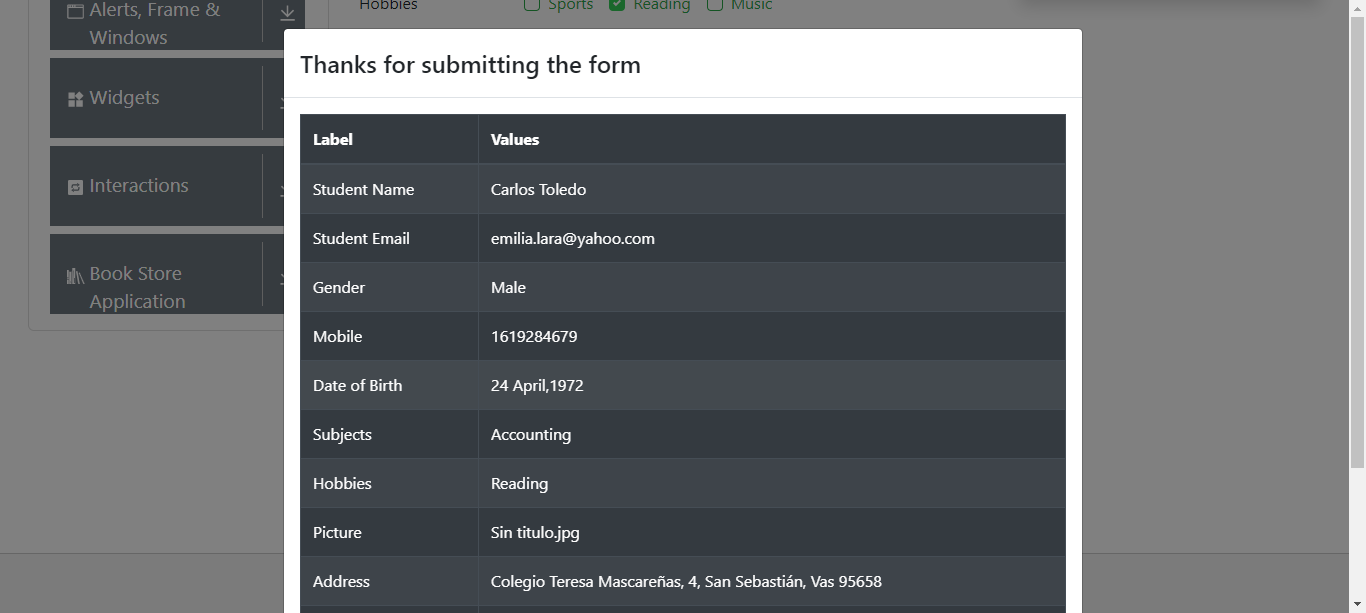 Alerts, Frame &
Windows
Widgets
Interactions
Book Store
Application
Hobbies Sports Reading Music
Thanks for submitting the form
Label Values
Student Name Carlos Toledo
Student Email emilia.lara@yahoo.com
Gender Male
Mobile 1619284679
Date of Birth 24 April,1972
Subjects Accounting
Hobbies Reading
Picture Sin titulo.jpg
Address Colegio Teresa Mascareñas, 4, San Sebastián, Vas 95658